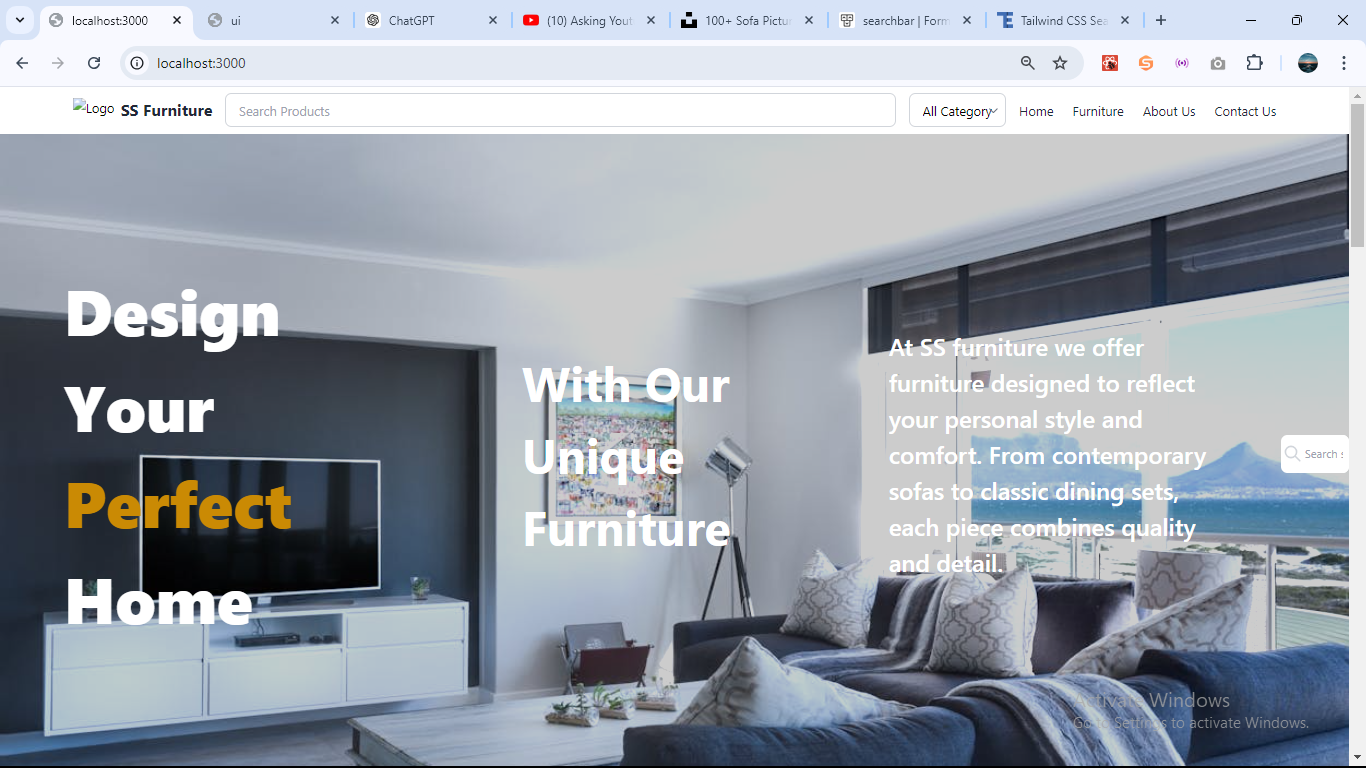 localhost:3000
ui
ChatGPT
(10) Asking Yout
100+ Sofa Pictu
searchbar | Form
Tailwind CSS Sea
localhost:3000
Logo
SS Furniture
Search Products
All Category
Home
Furniture
About Us
Contact Us
Design
Your
Perfect
Home
With Our
Unique
Furniture
At SS furniture we offer
furniture designed to reflect
your personal style and
comfort. From contemporary
sofas to classic dining sets,
each piece combines quality
and detail.
Search s
Activate Windows
Go to Settings to activate Windows.